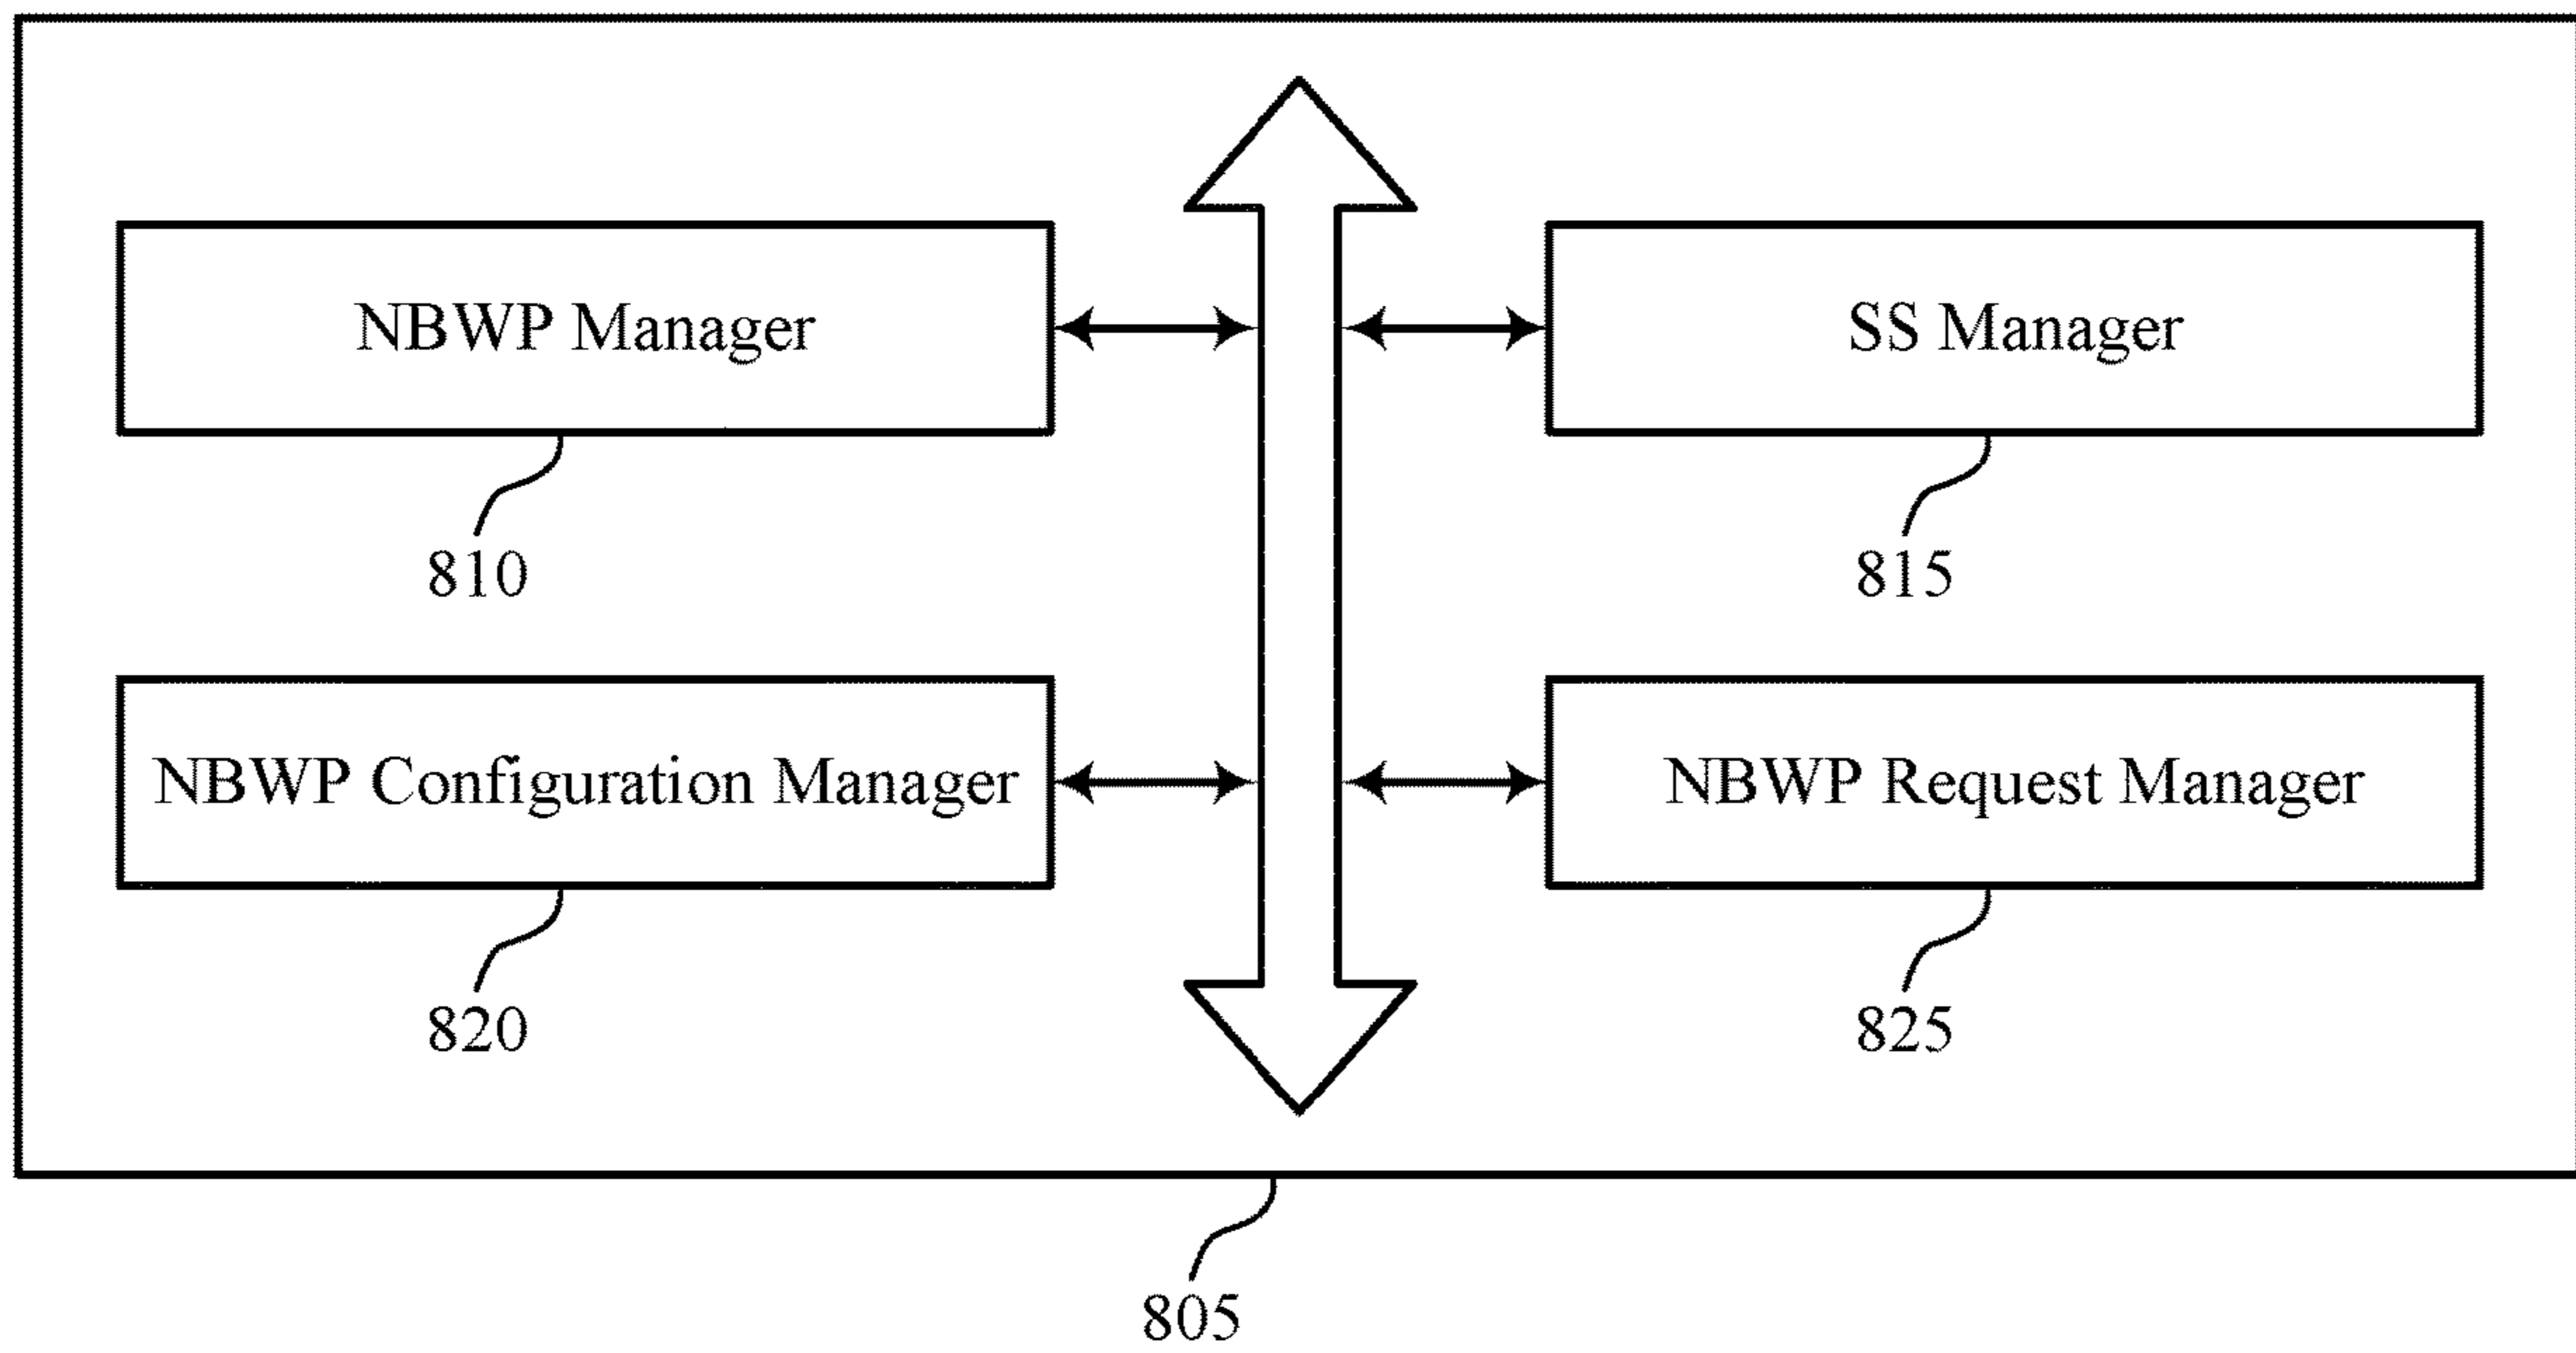 NBWP Manager
SS Manager
810
815
NBWP Configuration Manager
NBWP Request Manager
820
825
805